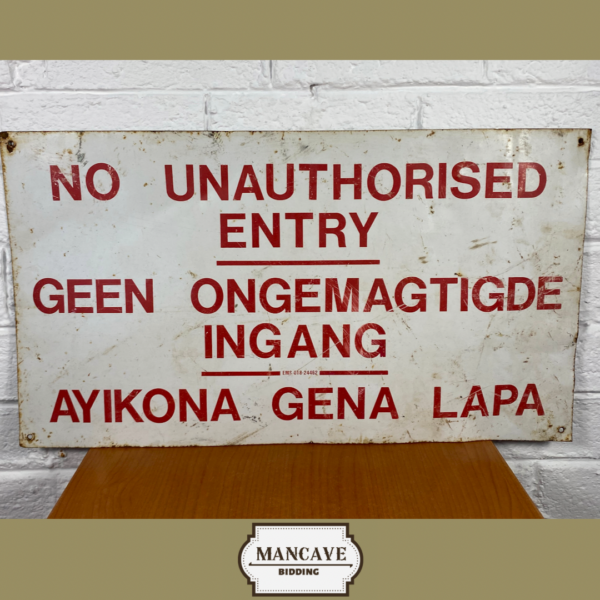 NO UNAUTHORISED
ENTRY
GEEN ONGEMAGTIGDE
INGANG
AYIKONA GENA LAPA
MANCAVE
BIDDING